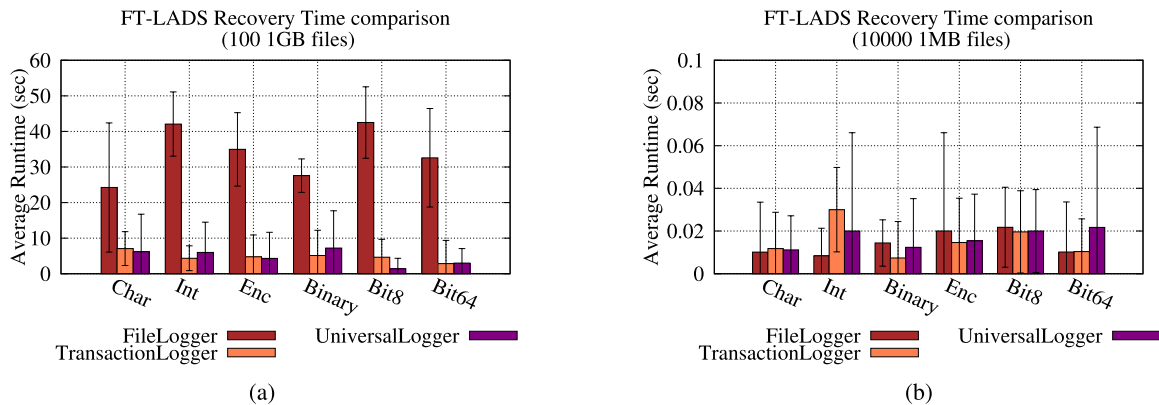 FT-LADS Recovery Time comparison
(100 1GB files)
Average Runtime (sec)
60
50
40
30
20
10
0
Char
Int
Enc
Binary
Bit8
Bit64
FileLogger
UniversalLogger
TransactionLogger
(a)
FT-LADS Recovery Time comparison
(10000 1MB files)
Average Runtime (sec)
0.1
0.08
0.06
0.04
0.02
0
Char
Int
Binary
Enc
Bit8
Bit64
FileLogger
UniversalLogger
TransactionLogger
(b)